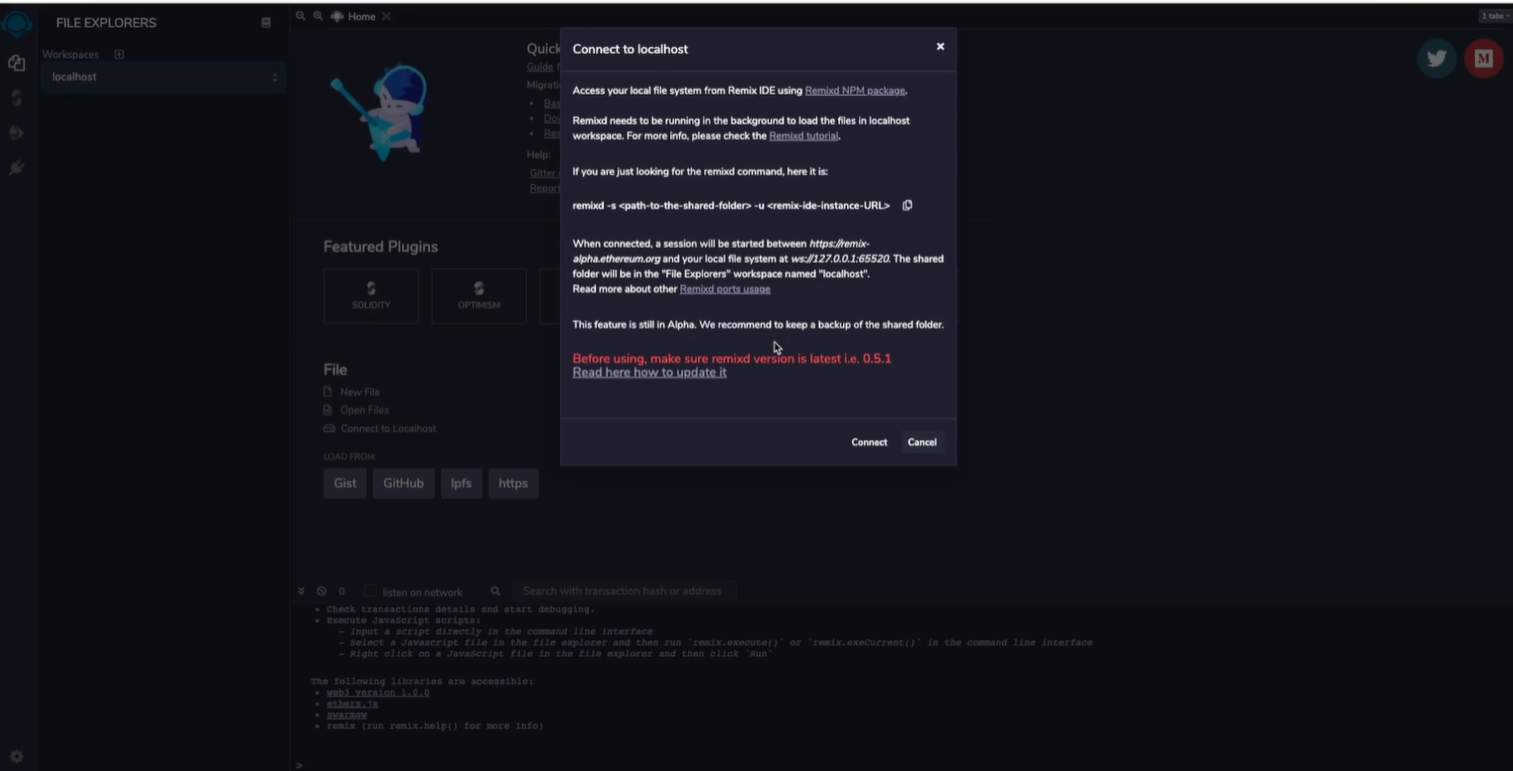 FILE EXPLORERS
Workspaces
localhost
Home
1 tabs
Quick
Guide
Migrati
Bas
Do
Res
Help:
Gitter
Report
Featured Plugins
SOLIDITY
OPTIMISM
File
New File
Open Files
Connect to Localhost
LOAD FROM:
Gist
GitHub
Ipfs
https
Connect to localhost
×
Access your local file system from Remix IDE using Remixd NPM package.
Remixd needs to be running in the background to load the files in localhost
workspace. For more info, please check the Remixd tutorial.
If you are just looking for the remixd command, here it is:
remixd -s <path-to-the-shared-folder> -u <remix-ide-instance-URL>
When connected, a session will be started between https://remix-
alpha.ethereum.org and your local file system at ws://127.0.0.1:65520. The shared
folder will be in the "File Explorers" workspace named "localhost".
Read more about other Remixd ports usage
This feature is still in Alpha. We recommend to keep a backup of the shared folder.
Before using, make sure remixd version is latest i.e. 0.5.1
Read here how to update it
Connect
Cancel
M
0
listen on network
Search with transaction hash or address
• Check transactions details and start debugging.
• Execute JavaScript scripts:
- Input a script directly in the command line interface
- Select a Javascript file in the file explorer and then run `remix.execute()` or `remix.exeCurrent()` in the command line interface
- Right click on a JavaScript file in the file explorer and then click `Run`
The following libraries are accessible:
• web3 version 1.0.0
• ethers.js
• swarmgw
• remix (run remix.help() for more info)
>